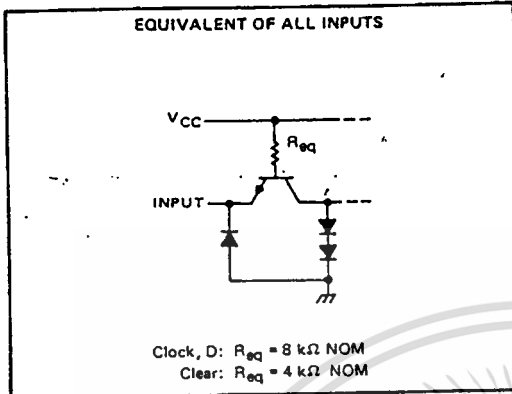 EQUIVALENT OF ALL INPUTS
VCC
Req
INPUT
Clock, D: Req = 8 kΩ NOM
Clear: Req = 4 kΩ NOM